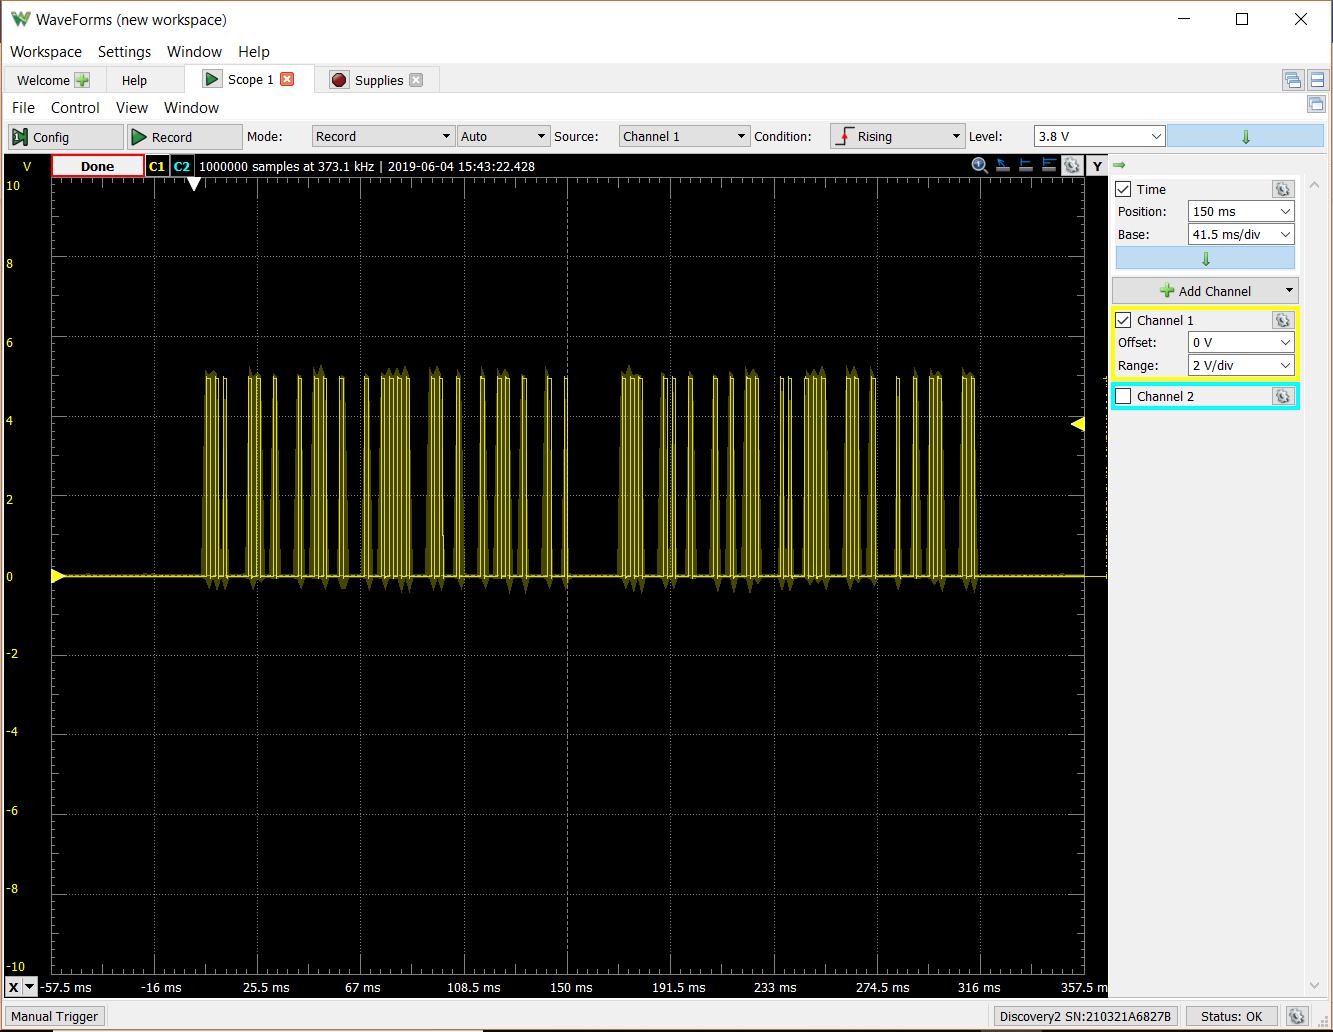 WaveForms (new workspace)
Workspace Settings Window Help
Welcome Help Scope 1 Supplies
File Control View Window
Config Record Mode: Record Auto Source: Channel 1 Condition: Rising Level: 3.8 V
V Done C1 C2 1000000 samples at 373.1 kHz | 2019-06-04 15:43:22.428 Y
10
8
6
4
2
0
-2
-4
-6
-8
-10
Time
Position: 150 ms
Base: 41.5 ms/div
Add Channel
Channel 1
Offset: 0 V
Range: 2 V/div
Channel 2
X -57.5 ms -16 ms 25.5 ms 67 ms 108.5 ms 150 ms 191.5 ms 233 ms 274.5 ms 316 ms 357.5 m
Manual Trigger Discovery2 SN:210321A6827B Status: OK